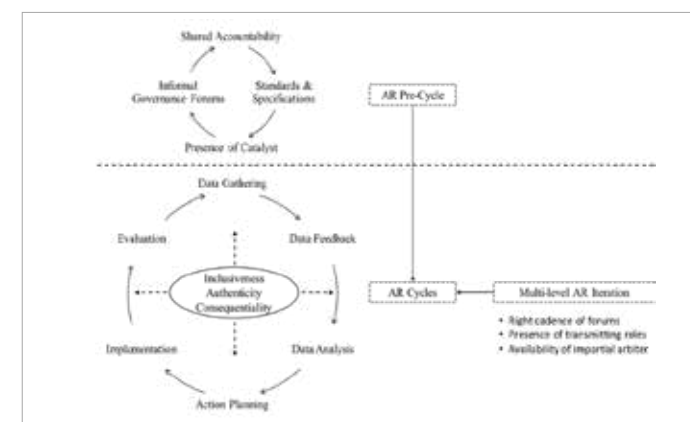 Shared Accountability
Informal
Governance Forums
Standards &
Specifications
AR Pre-Cycle
Presence of Catalyst
Data Gathering
Evaluation
Data Feedback
Inclusiveness
Authenticity
Consequentiality
AR Cycles
Multi-level AR Iteration
• Right cadence of forums
• Presence of transmitting roles
• Availability of impartial arbiter
Implementation
Data Analysis
Action Planning